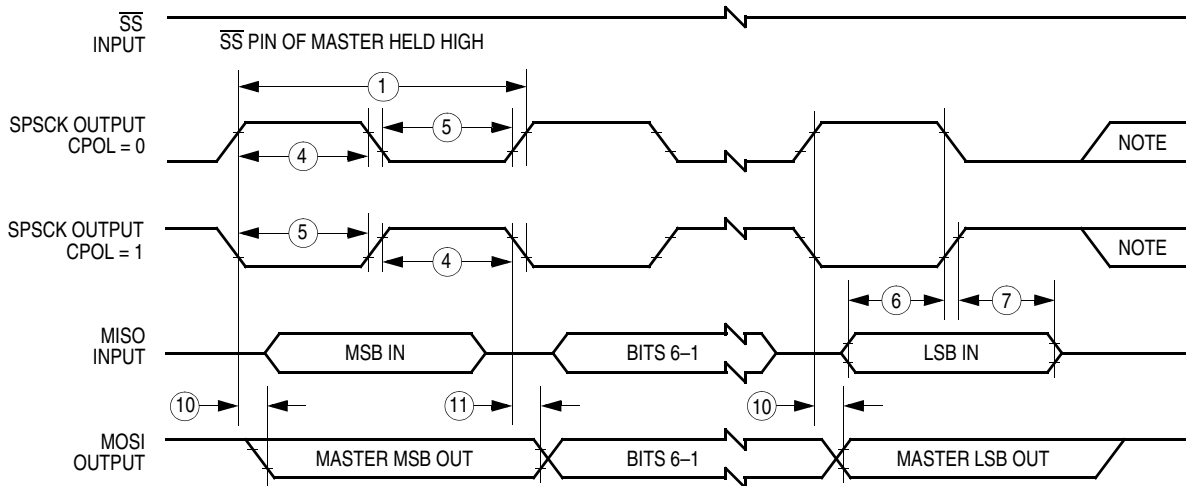 SS
INPUT
SS PIN OF MASTER HELD HIGH
1
SPSCK OUTPUT
CPOL = 0
5
NOTE
4
SPSCK OUTPUT
CPOL = 1
5
4
NOTE
6
7
MISO
INPUT
MSB IN
BITS 6–1
LSB IN
10
11
10
MOSI
OUTPUT
MASTER MSB OUT
BITS 6–1
MASTER LSB OUT